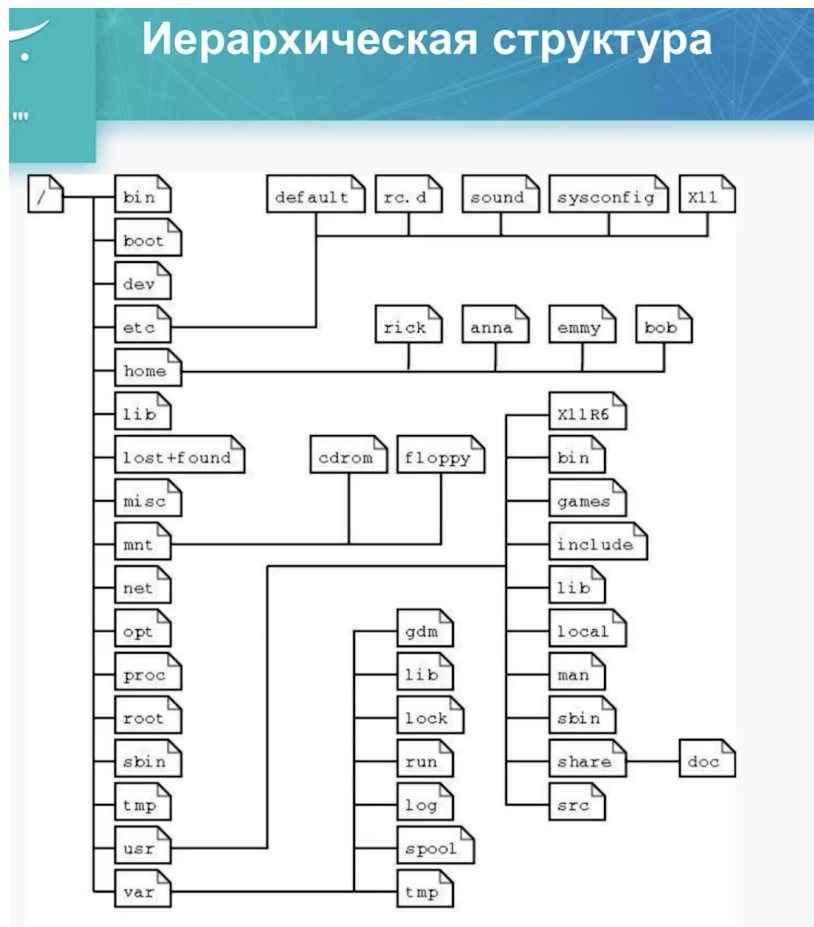 Иерархическая структура
/ bin default rc.d sound sysconfig X11
boot
dev
etc rick anna emmy bob
home
lib X11R6
lost+found cdrom floppy bin
misc games
mnt include
net lib
opt gdm local
proc lib man
root lock sbin
sbin run share doc
tmp log src
usr spool
var tmp